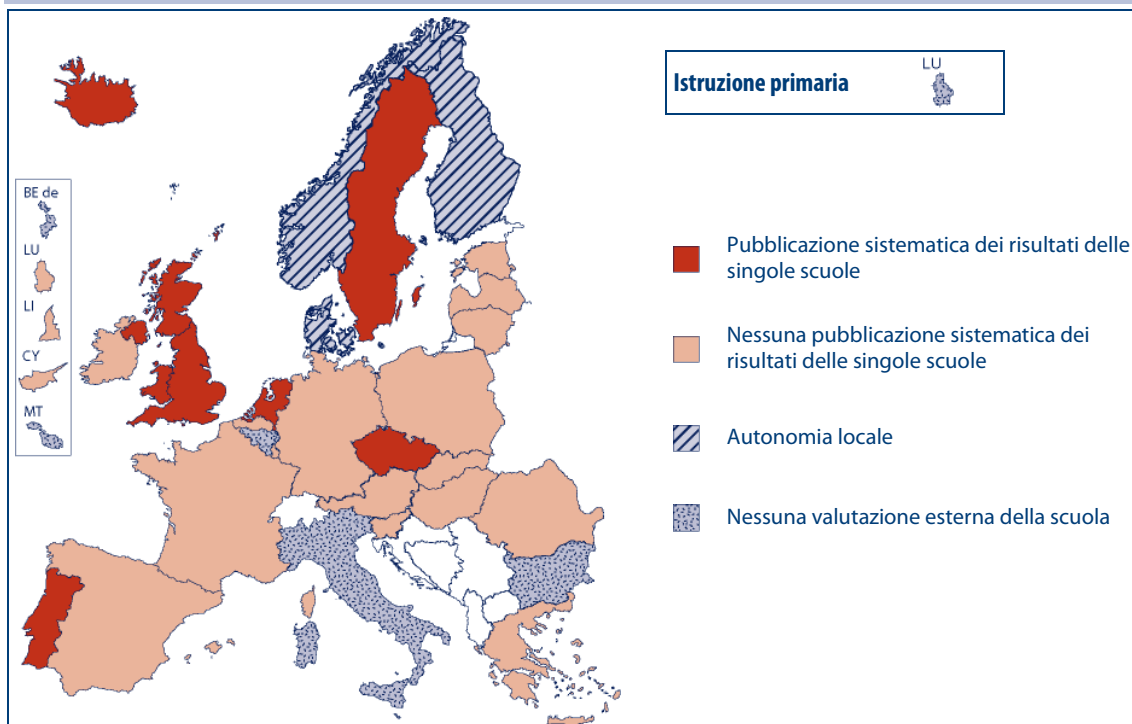 LU
Istruzione primaria
BE de
LU
LI
CY
MT
Pubblicazione sistematica dei risultati delle
singole scuole
Nessuna pubblicazione sistematica dei
risultati delle singole scuole
Autonomia locale
Nessuna valutazione esterna della scuola